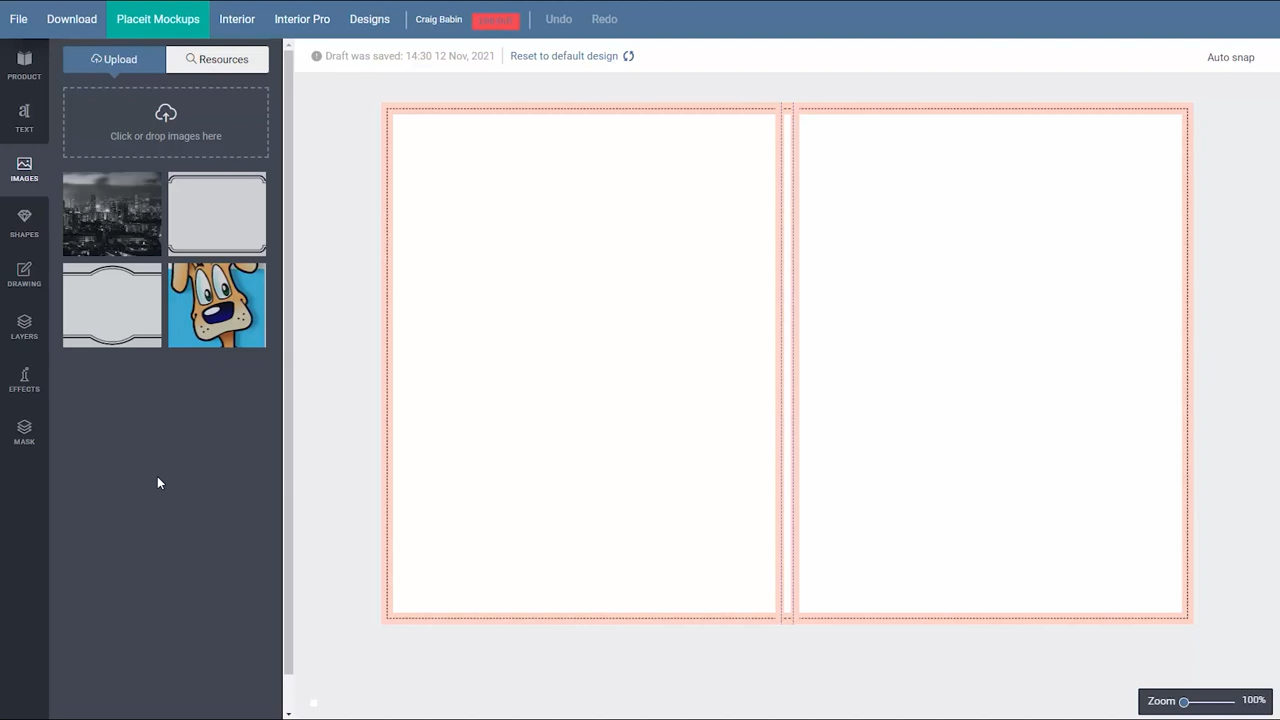 File Download Placeit Mockups Interior Interior Pro Designs Craig Babin Undo Redo
Upload Resources
Draft was saved: 14:30 12 Nov, 2021 Reset to default design Auto snap
PRODUCT
Click or drop images here
TEXT
IMAGES
SHAPES
DRAWING
LAYERS
EFFECTS
MASK
Zoom 100%